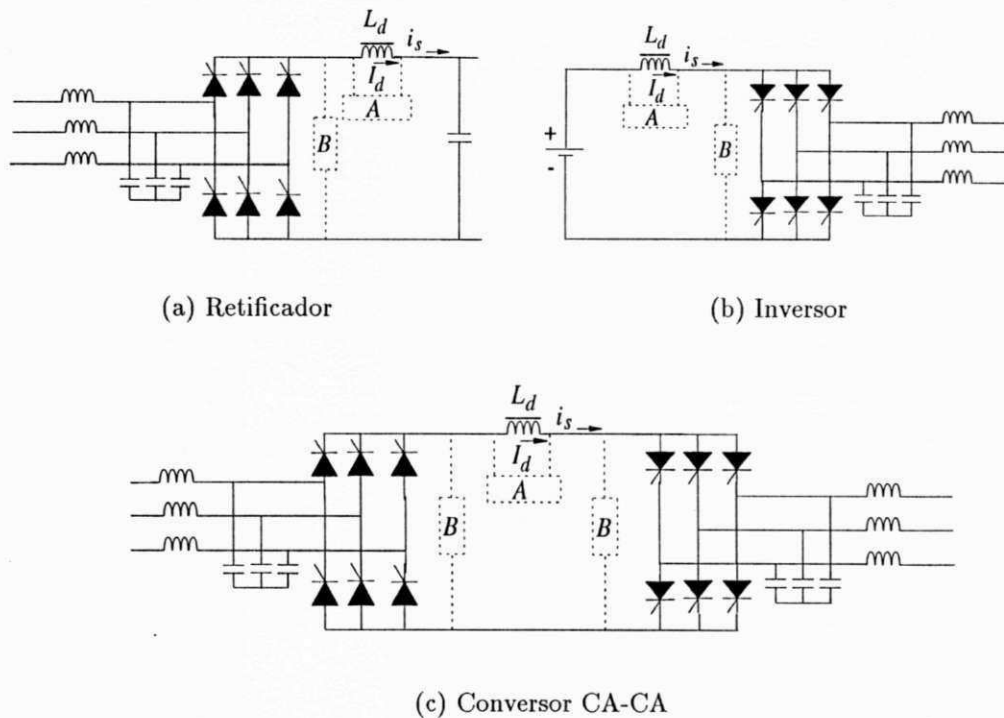 L_d
i_s
I_d
A
B
(a) Retificador
L_d
i_s
I_d
A
B
+
-
(b) Inversor
L_d
i_s
I_d
A
B
B
(c) Conversor CA-CA